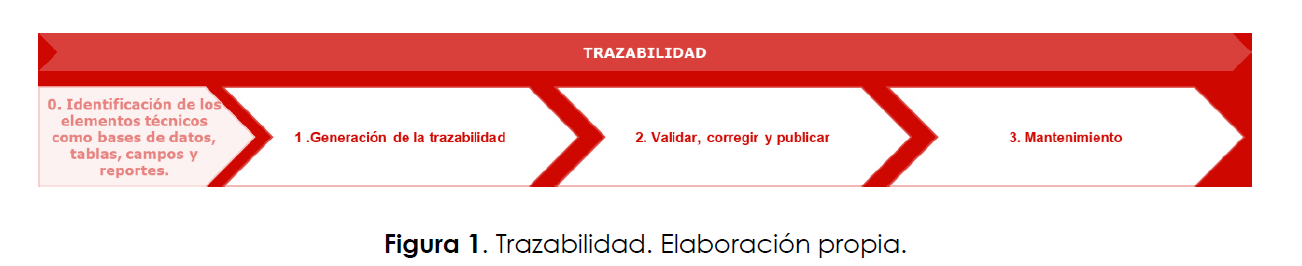 TRAZABILIDAD
0. Identificación de los
elementos técnicos
como bases de datos,
tablas, campos y
reportes.
1 .Generación de la trazabilidad
2. Validar, corregir y publicar
3. Mantenimiento
Figura 1. Trazabilidad. Elaboración propia.